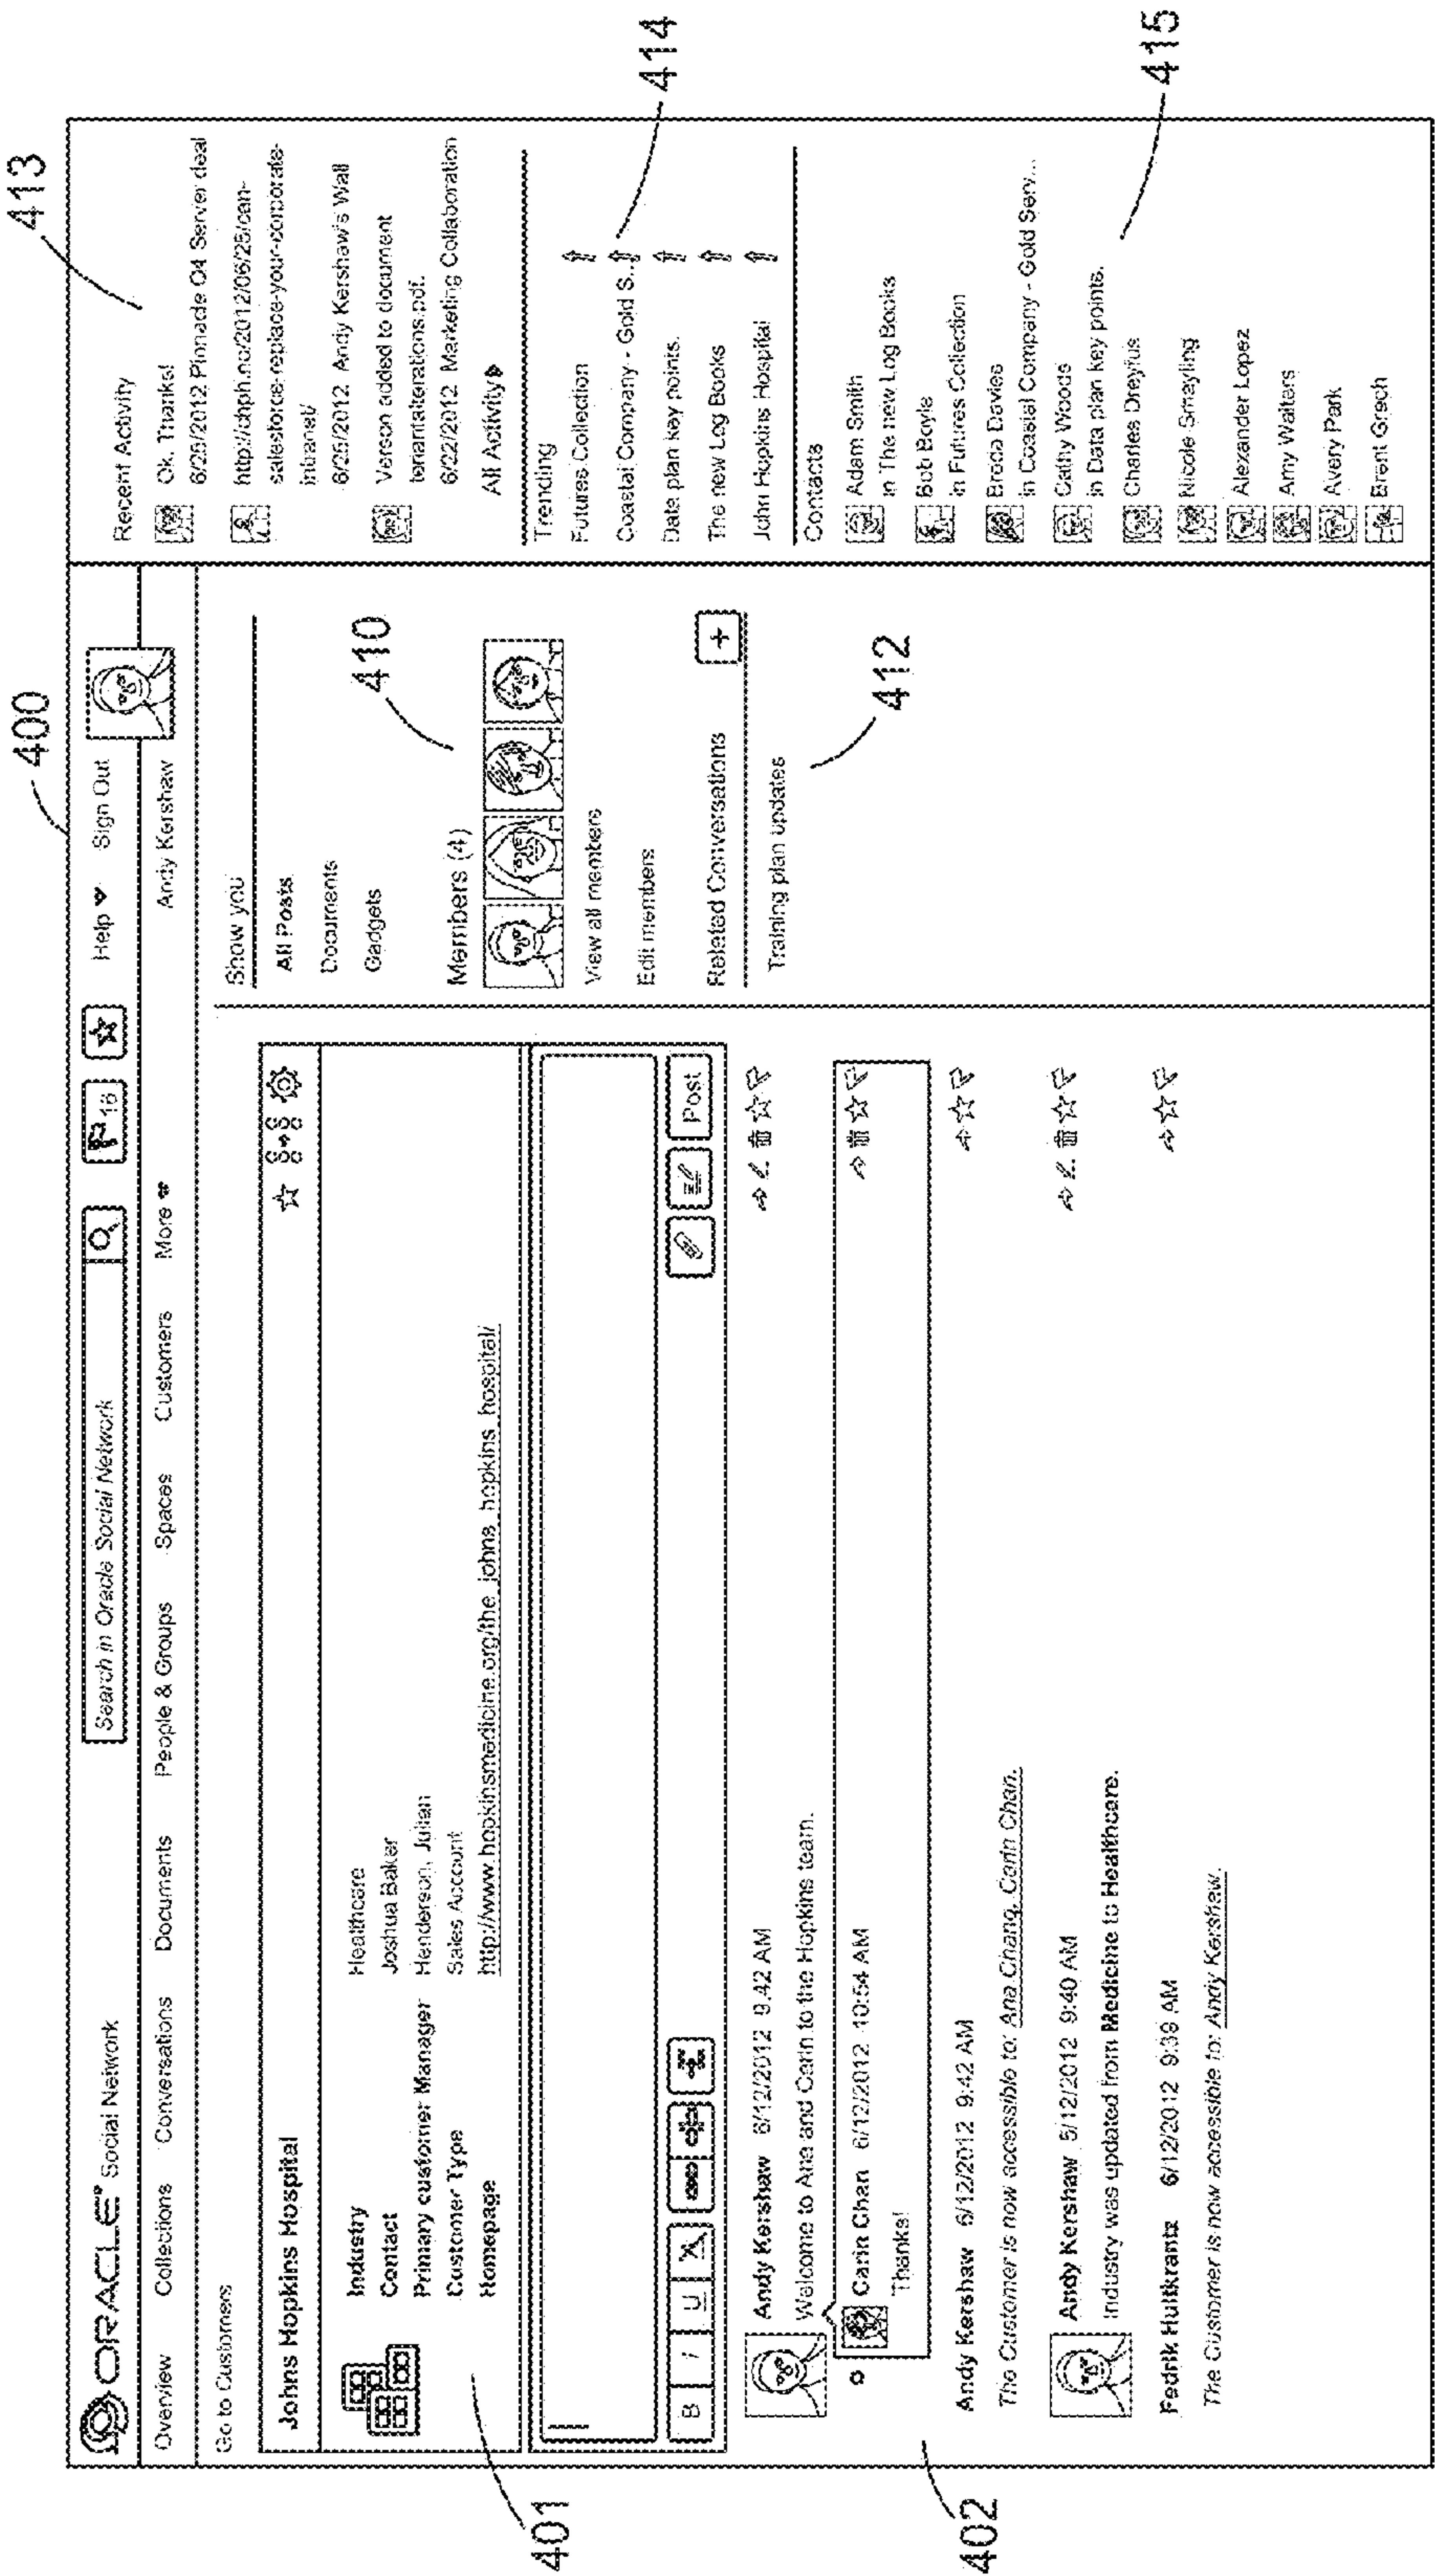 400
ORACLE® Social Network
Search in Oracle Social Network
16
Help
Sign Out
Overview Collections Conversations Documents People & Groups Spaces Customers More
Andy Kershaw
Go to Customers
Johns Hopkins Hospital
Industry Healthcare
Contact Joshua Baker
Primary customer Manager Henderson, Julian
Customer Type Sales Account
Homepage http://www.hopkinsmedicine.org/the_johns_hopkins_hospital/
401
B I U A
Post
Andy Kershaw 6/12/2012 9:42 AM
Welcome to Ana and Carin to the Hopkins team.
Carin Chan 6/12/2012 10:54 AM
Thanks!
402
Andy Kershaw 6/12/2012 9:42 AM
The Customer is now accessible to: Ana Chang, Carin Chan.
Andy Kershaw 5/12/2012 9:40 AM
Industry was updated from Medicine to Healthcare.
Fedrik Hultkrantz 6/12/2012 9:39 AM
The Customer is now accessible to: Andy Kershaw.
Show you
All Posts
Documents
Gadgets
410
Members (4)
View all members
Edit members
Related Conversations +
Training plan updates
412
413
Recent Activity
Ok. Thanks!
6/25/2012 Pinnacle Q4 Server deal
salesforce-replace-your-corporate-
intranet/
6/25/2012 Andy Kershaw's Wall
Version added to document
6/22/2012 Marketing Collaboration
All Activity
Trending
Futures Collection
Coastal Company - Gold S...
Date plan key points.
The new Log Books
John Hopkins Hospital
414
Contacts
Adam Smith
in The new Log Books
Bob Boyle
in Futures Collection
Broda Davies
in Coastal Company - Gold Serv...
Cathy Woods
in Data plan key points.
Charles Dreyfus
Nicole Smayling
Alexander Lopez
Amy Walters
Avery Park
Brent Grech
415